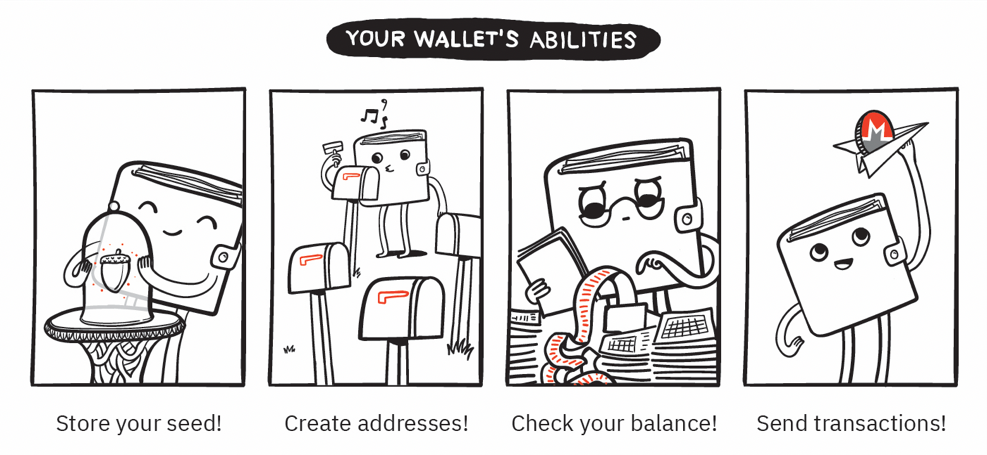 YOUR WALLET'S ABILITIES
Store your seed!
Create addresses!
Check your balance!
Send transactions!